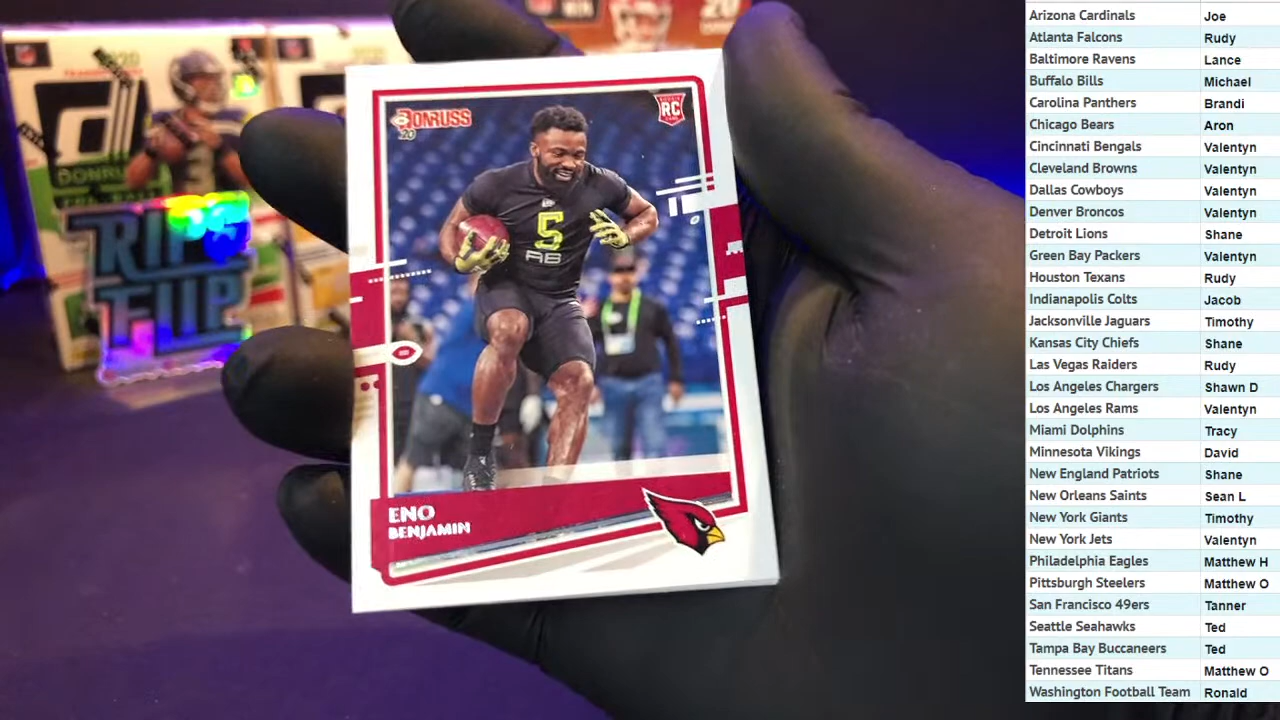 20
DONRUSS
RIPS
FLIP
DONRUSS
20
ROOKIE
RC
5
RB
ENO
BENJAMIN
Arizona Cardinals Joe
Atlanta Falcons Rudy
Baltimore Ravens Lance
Buffalo Bills Michael
Carolina Panthers Brandi
Chicago Bears Aron
Cincinnati Bengals Valentyn
Cleveland Browns Valentyn
Dallas Cowboys Valentyn
Denver Broncos Valentyn
Detroit Lions Shane
Green Bay Packers Valentyn
Houston Texans Rudy
Indianapolis Colts Jacob
Jacksonville Jaguars Timothy
Kansas City Chiefs Shane
Las Vegas Raiders Rudy
Los Angeles Chargers Shawn D
Los Angeles Rams Valentyn
Miami Dolphins Tracy
Minnesota Vikings David
New England Patriots Shane
New Orleans Saints Sean L
New York Giants Timothy
New York Jets Valentyn
Philadelphia Eagles Matthew H
Pittsburgh Steelers Matthew O
San Francisco 49ers Tanner
Seattle Seahawks Ted
Tampa Bay Buccaneers Ted
Tennessee Titans Matthew O
Washington Football Team Ronald